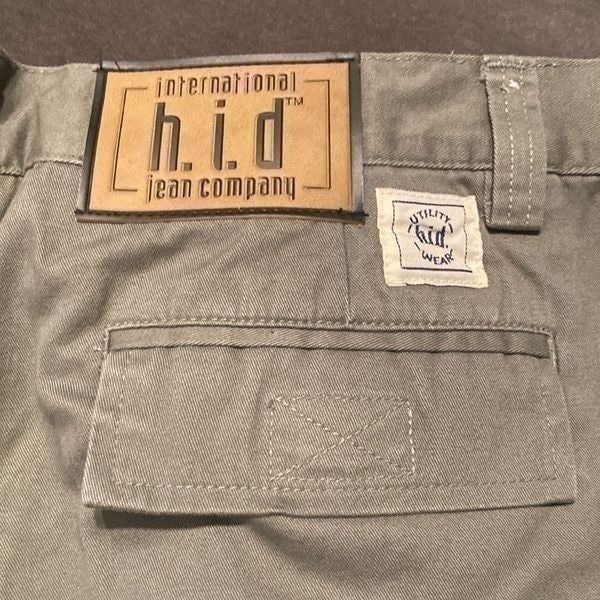 international
h.i.d™
jean company
UTILITY
h.i.d.
WEAR